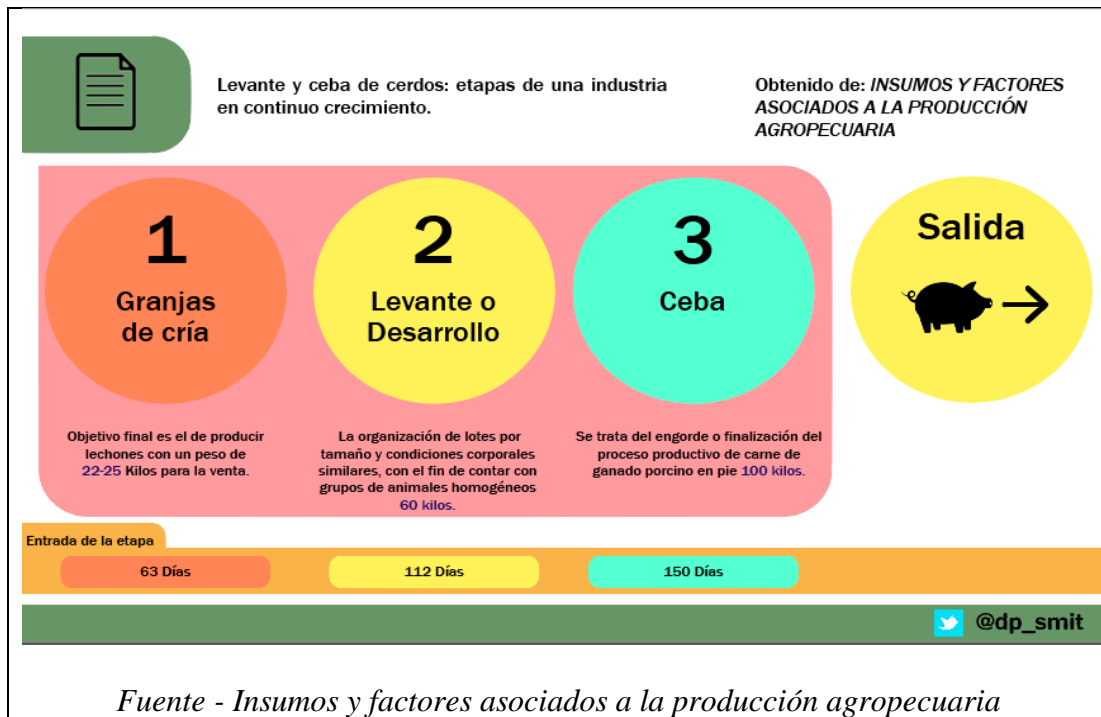 Levante y ceba de cerdos: etapas de una industria
en continuo crecimiento.
Obtenido de: INSUMOS Y FACTORES
ASOCIADOS A LA PRODUCCIÓN
AGROPECUARIA
1
Granjas
de cría
2
Levante o
Desarrollo
3
Ceba
Salida
Objetivo final es el de producir
lechones con un peso de
22-25 Kilos para la venta.
La organización de lotes por
tamaño y condiciones corporales
similares, con el fin de contar con
grupos de animales homogéneos
60 kilos.
Se trata del engorde o finalización del
proceso productivo de carne de
ganado porcino en pie 100 kilos.
Entrada de la etapa
63 Días
112 Días
150 Días
@dp_smit
Fuente - Insumos y factores asociados a la producción agropecuaria